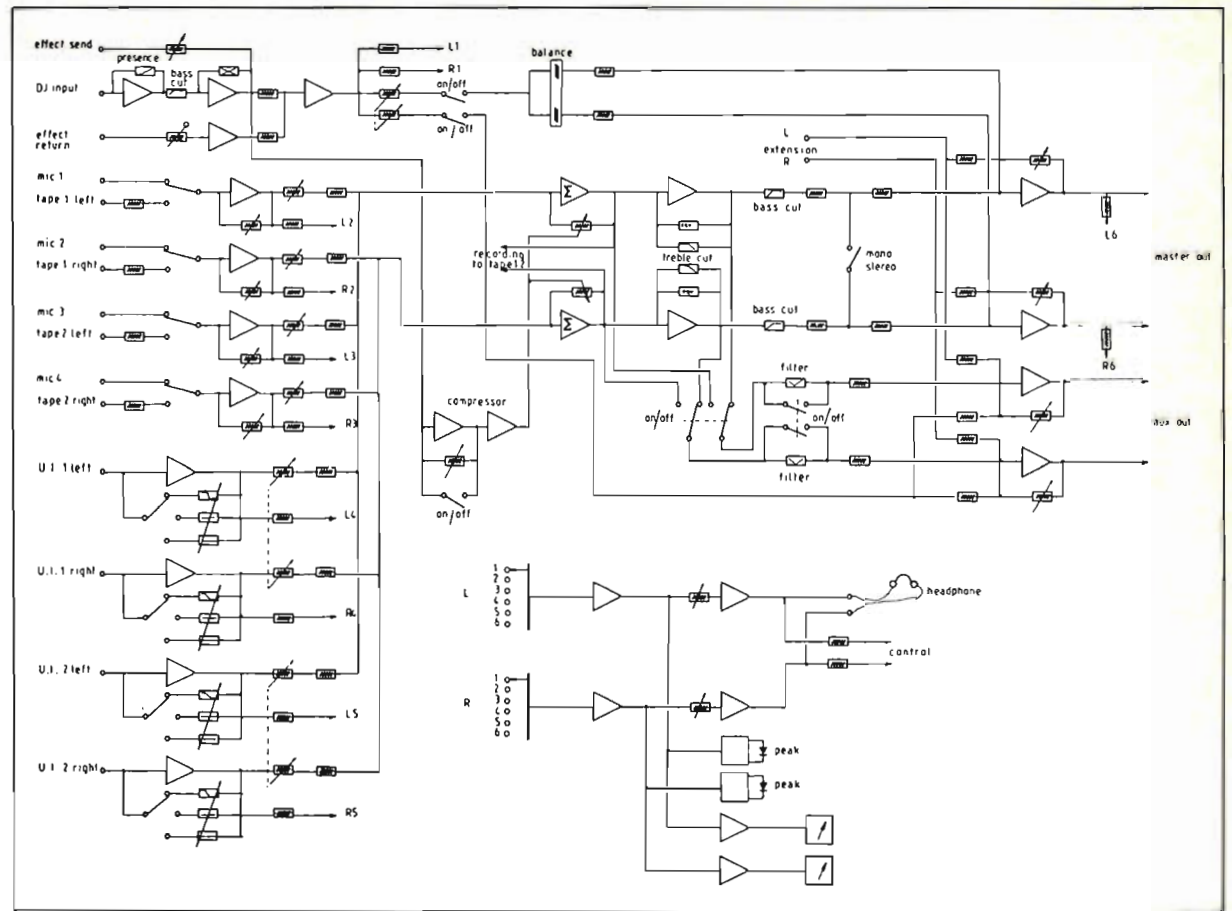 effect send
presence
bass
cut
DJ input
effect
return
L1
R1
on/off
on/off
balance
L
extension
R
mic 1
tape 1 left
L2
mic 2
tape 1 right
R2
mic 3
tape 2 left
L3
mic 4
tape 2 right
R3
Σ
Σ
recording
to tape 1,2
treble cut
bass cut
bass cut
mono
stereo
L6
master out
R6
on/off
filter
on/off
filter
aux out
compressor
on/off
U.I. 1 left
L4
U.I. 1 right
R4
U.I. 2 left
L5
U.I. 2 right
R5
L
1
2
3
4
5
6
R
1
2
3
4
5
6
headphone
control
peak
peak